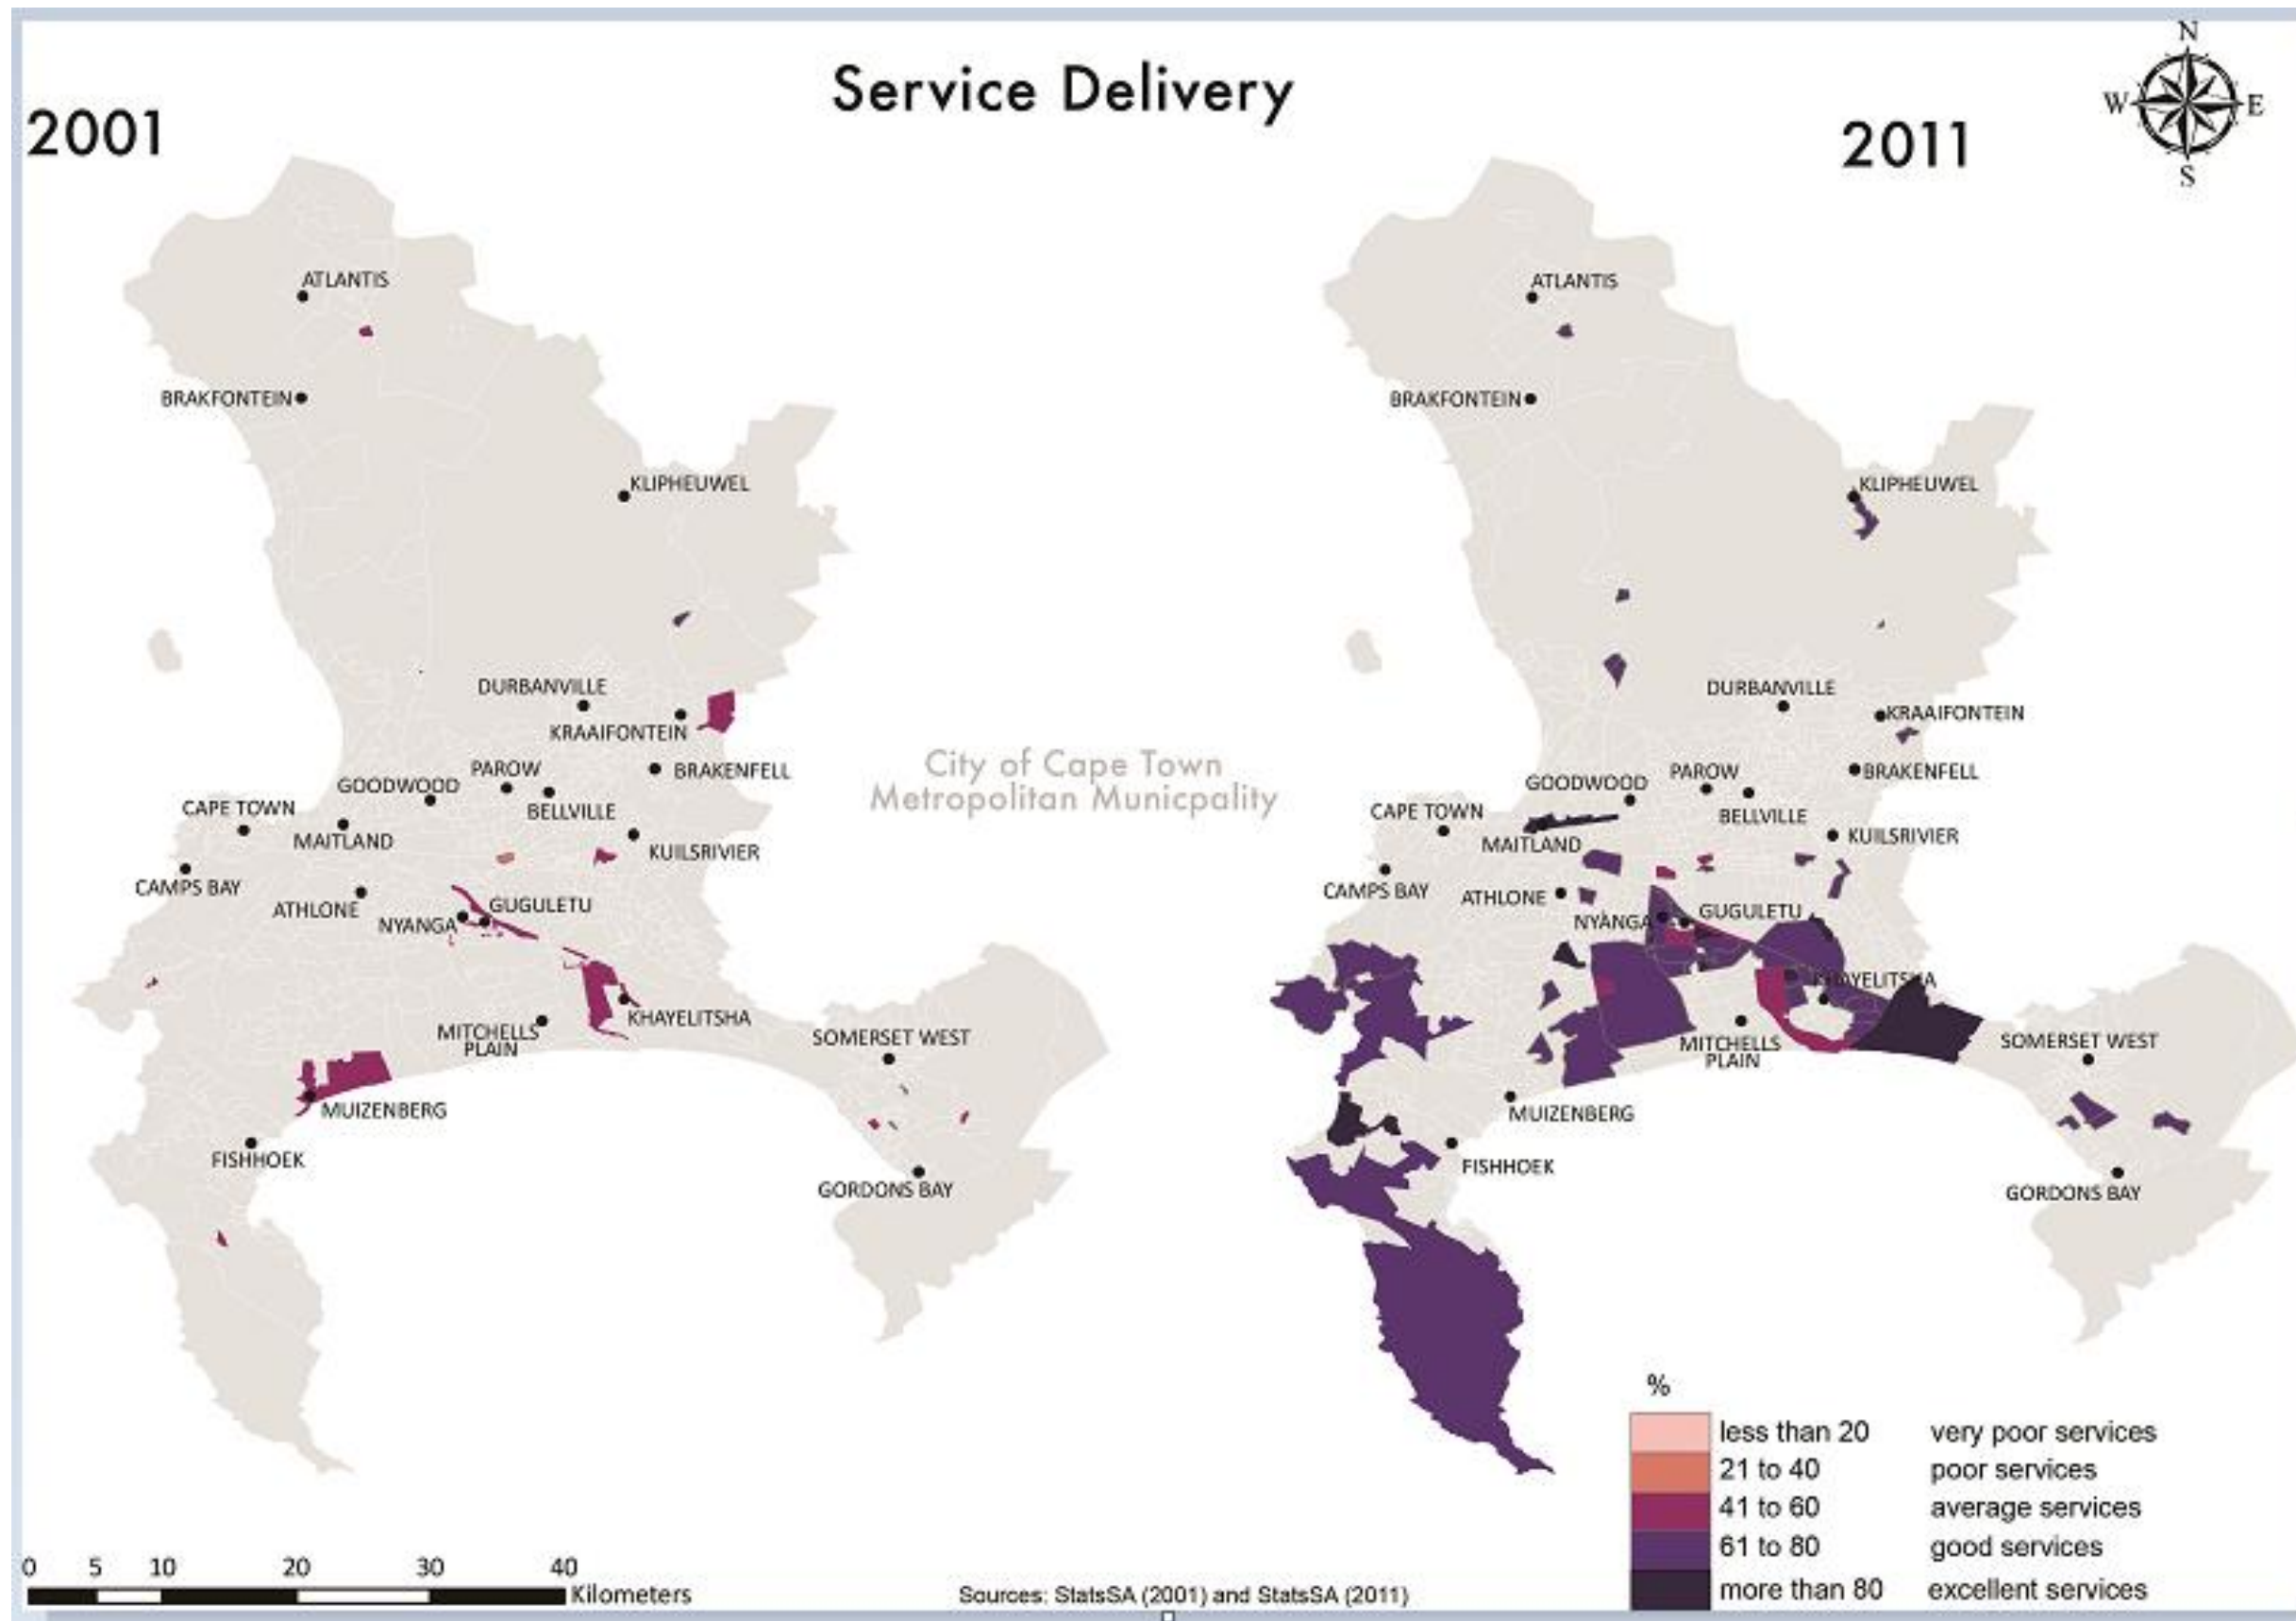 Service Delivery
2001
2011
N
W
E
S
ATLANTIS
BRAKFONTEIN
KLIPHEUWEL
DURBANVILLE
KRAAIFONTEIN
PAROW
BRAKENFELL
GOODWOOD
BELLVILLE
CAPE TOWN
MAITLAND
KUILSRIVIER
CAMPS BAY
ATHLONE
GUGULETU
NYANGA
KHAYELITSHA
MITCHELLS
PLAIN
SOMERSET WEST
MUIZENBERG
FISHHOEK
GORDONS BAY
City of Cape Town
Metropolitan Municpality
ATLANTIS
BRAKFONTEIN
KLIPHEUWEL
DURBANVILLE
KRAAIFONTEIN
PAROW
BRAKENFELL
GOODWOOD
BELLVILLE
CAPE TOWN
MAITLAND
KUILSRIVIER
CAMPS BAY
ATHLONE
GUGULETU
NYANGA
KHAYELITSHA
MITCHELLS
PLAIN
SOMERSET WEST
MUIZENBERG
FISHHOEK
GORDONS BAY
%
less than 20 very poor services
21 to 40 poor services
41 to 60 average services
61 to 80 good services
more than 80 excellent services
0 5 10 20 30 40
Kilometers
Sources: StatsSA (2001) and StatsSA (2011)